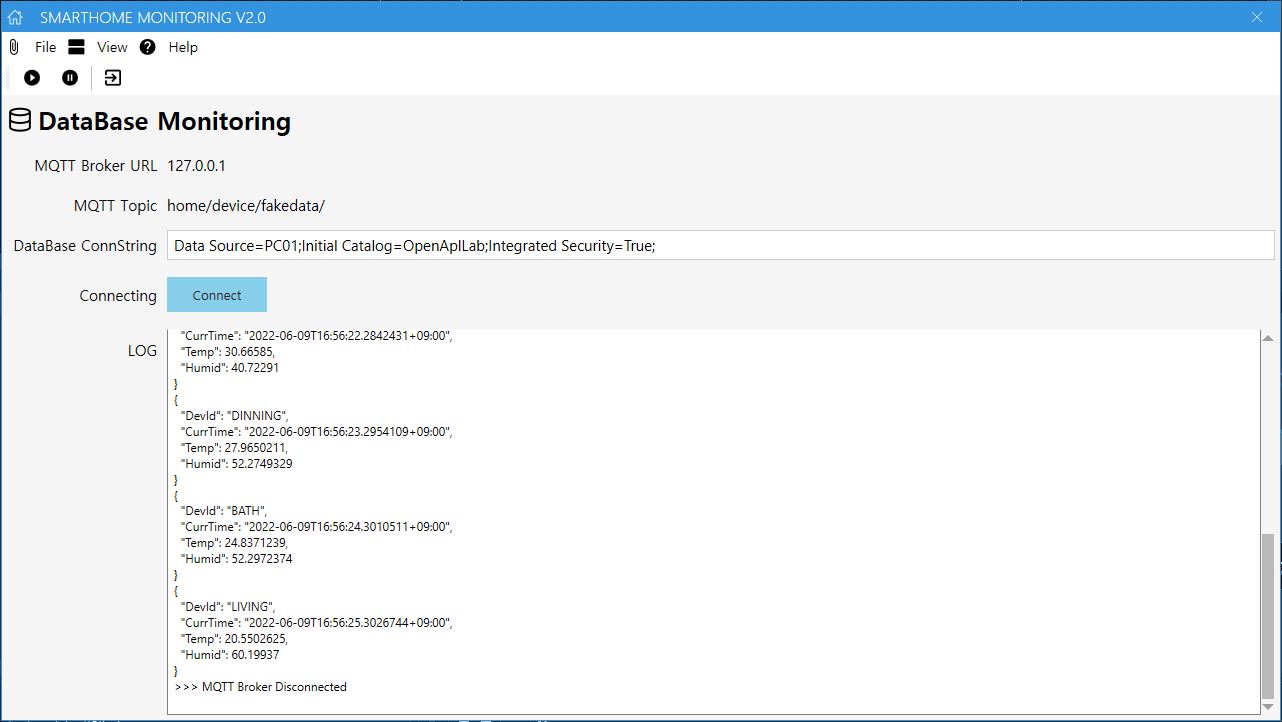 SMARTHOME MONITORING V2.0
File View Help
DataBase Monitoring
MQTT Broker URL 127.0.0.1
MQTT Topic home/device/fakedata/
DataBase ConnString Data Source=PC01;Initial Catalog=OpenApiLab;Integrated Security=True;
Connecting Connect
LOG
"CurrTime": "2022-06-09T16:56:22.2842431+09:00",
"Temp": 30.66585,
"Humid": 40.72291
}
{
"DevId": "DINNING",
"CurrTime": "2022-06-09T16:56:23.2954109+09:00",
"Temp": 27.9650211,
"Humid": 52.2749329
}
{
"DevId": "BATH",
"CurrTime": "2022-06-09T16:56:24.3010511+09:00",
"Temp": 24.8371239,
"Humid": 52.2972374
}
{
"DevId": "LIVING",
"CurrTime": "2022-06-09T16:56:25.3026744+09:00",
"Temp": 20.5502625,
"Humid": 60.19937
}
>>> MQTT Broker Disconnected